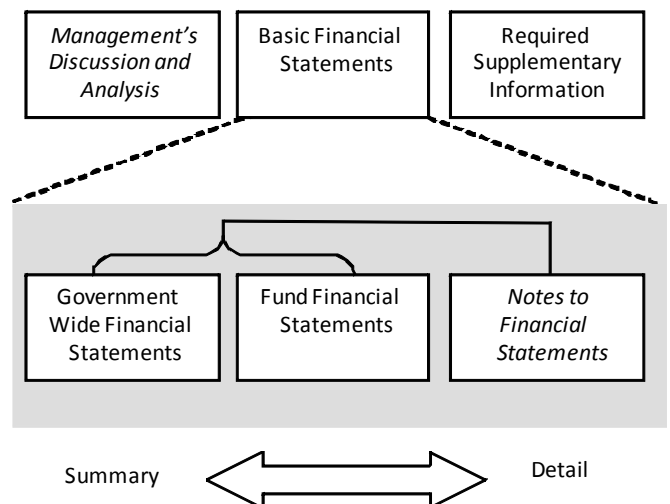 Management's
Discussion and
Analysis
Basic Financial
Statements
Required
Supplementary
Information
Government
Wide Financial
Statements
Fund Financial
Statements
Notes to
Financial
Statements
Summary
Detail